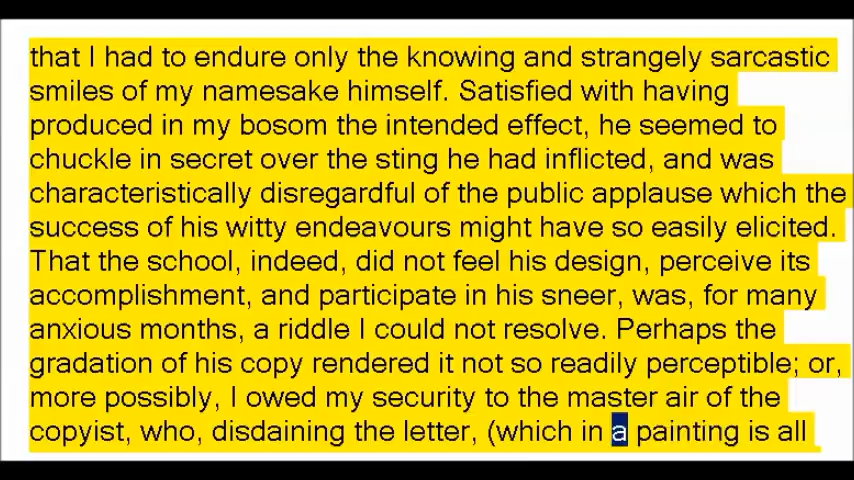 that I had to endure only the knowing and strangely sarcastic
smiles of my namesake himself. Satisfied with having
produced in my bosom the intended effect, he seemed to
chuckle in secret over the sting he had inflicted, and was
characteristically disregardful of the public applause which the
success of his witty endeavours might have so easily elicited.
That the school, indeed, did not feel his design, perceive its
accomplishment, and participate in his sneer, was, for many
anxious months, a riddle I could not resolve. Perhaps the
gradation of his copy rendered it not so readily perceptible; or,
more possibly, I owed my security to the master air of the
copyist, who, disdaining the letter, (which in a painting is all